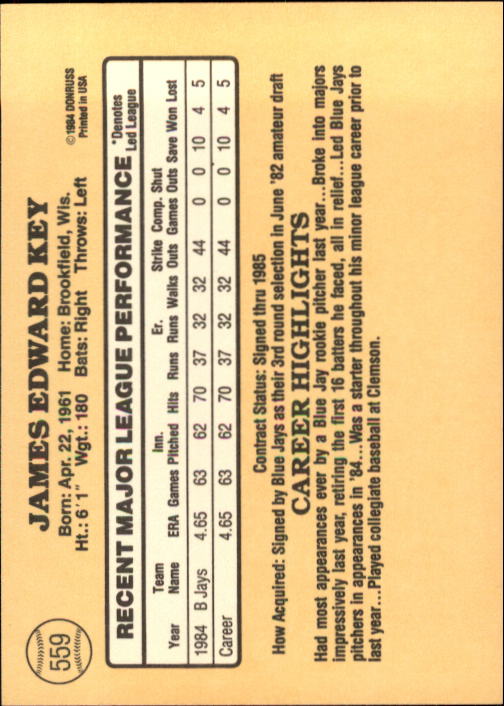 559
JAMES EDWARD KEY
Born: Apr. 22, 1961 Home: Brookfield, Wis.
Ht.: 6'1" Wgt.: 180 Bats: Right Throws: Left
© 1984 DONRUSS
Printed in USA
RECENT MAJOR LEAGUE PERFORMANCE
*Denotes
Led League
Team Inn. Er. Strike Comp. Shut
Year Name ERA Games Pitched Hits Runs Runs Walks Outs Games Outs Save Won Lost
1984 B Jays 4.65 63 62 70 37 32 32 44 0 0 10 4 5
Career 4.65 63 62 70 37 32 32 44 0 0 10 4 5
Contract Status: Signed thru 1985
How Acquired: Signed by Blue Jays as their 3rd round selection in June '82 amateur draft
CAREER HIGHLIGHTS
Had most appearances ever by a Blue Jay rookie pitcher last year...Broke into majors
impressively last year, retiring the first 16 batters he faced, all in relief...Led Blue Jays
pitchers in appearances in '84...Was a starter throughout his minor league career prior to
last year...Played collegiate baseball at Clemson.